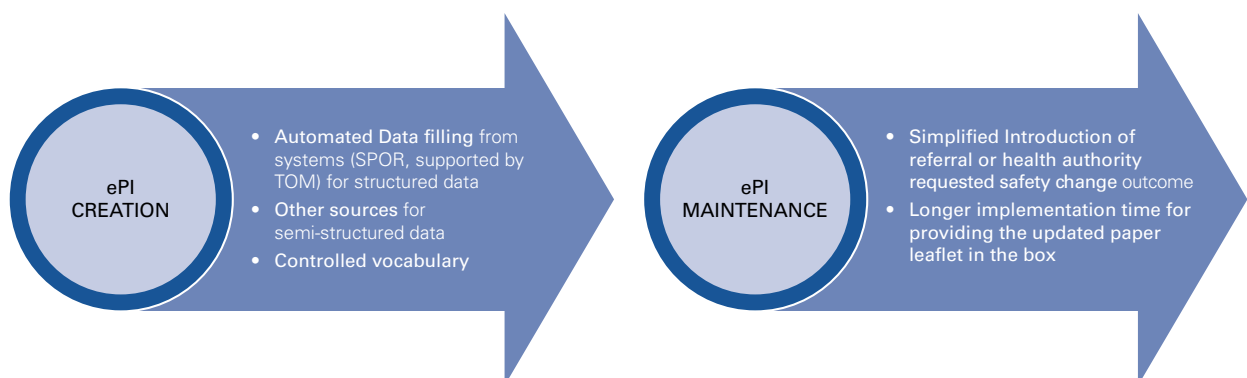 ePI
CREATION
• Automated Data filling from
systems (SPOR, supported by
TOM) for structured data
• Other sources for
semi-structured data
• Controlled vocabulary
ePI
MAINTENANCE
• Simplified Introduction of
referral or health authority
requested safety change outcome
• Longer implementation time for
providing the updated paper
leaflet in the box